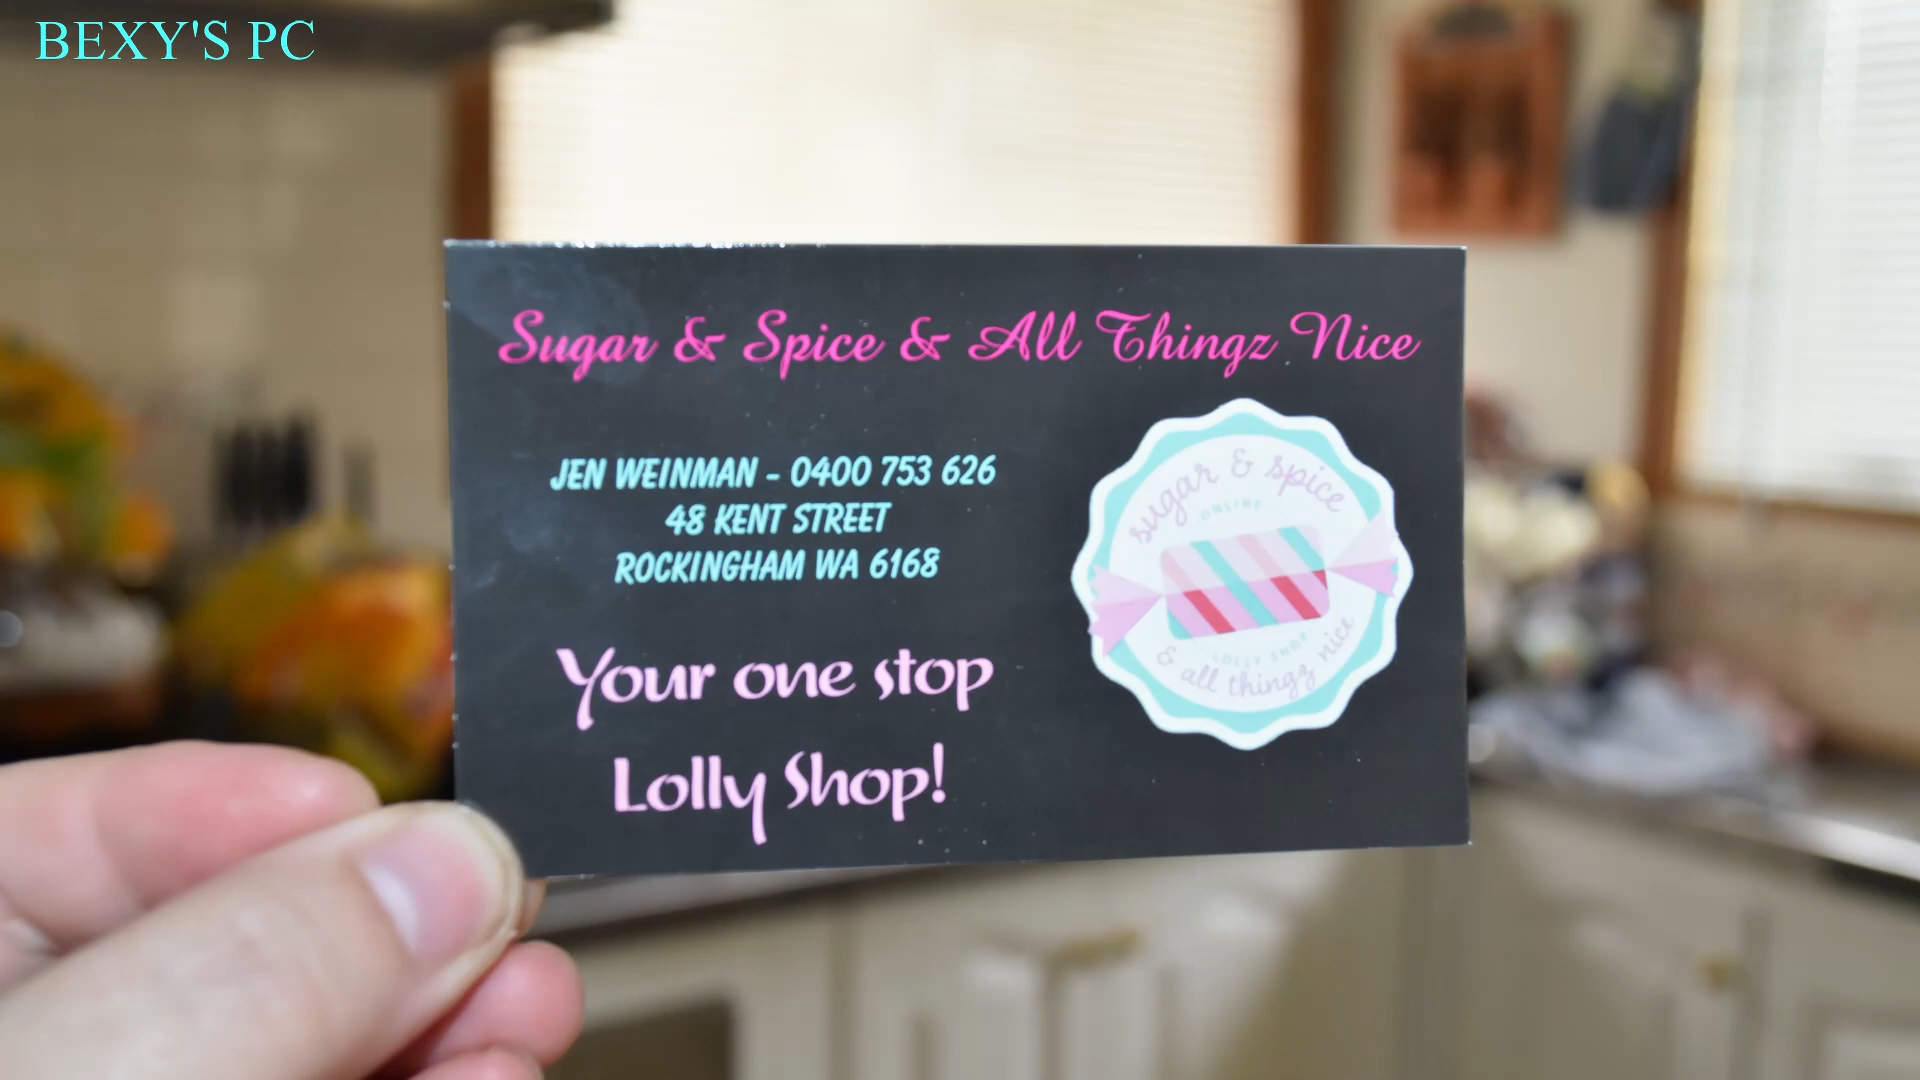 BEXY'S PC
Sugar & Spice & All Thingz Nice
JEN WEINMAN - 0400 753 626
48 KENT STREET
ROCKINGHAM WA 6168
Your one stop
Lolly Shop!
sugar & spice
ONLINE
LOLLY SHOP
& all thingz nice